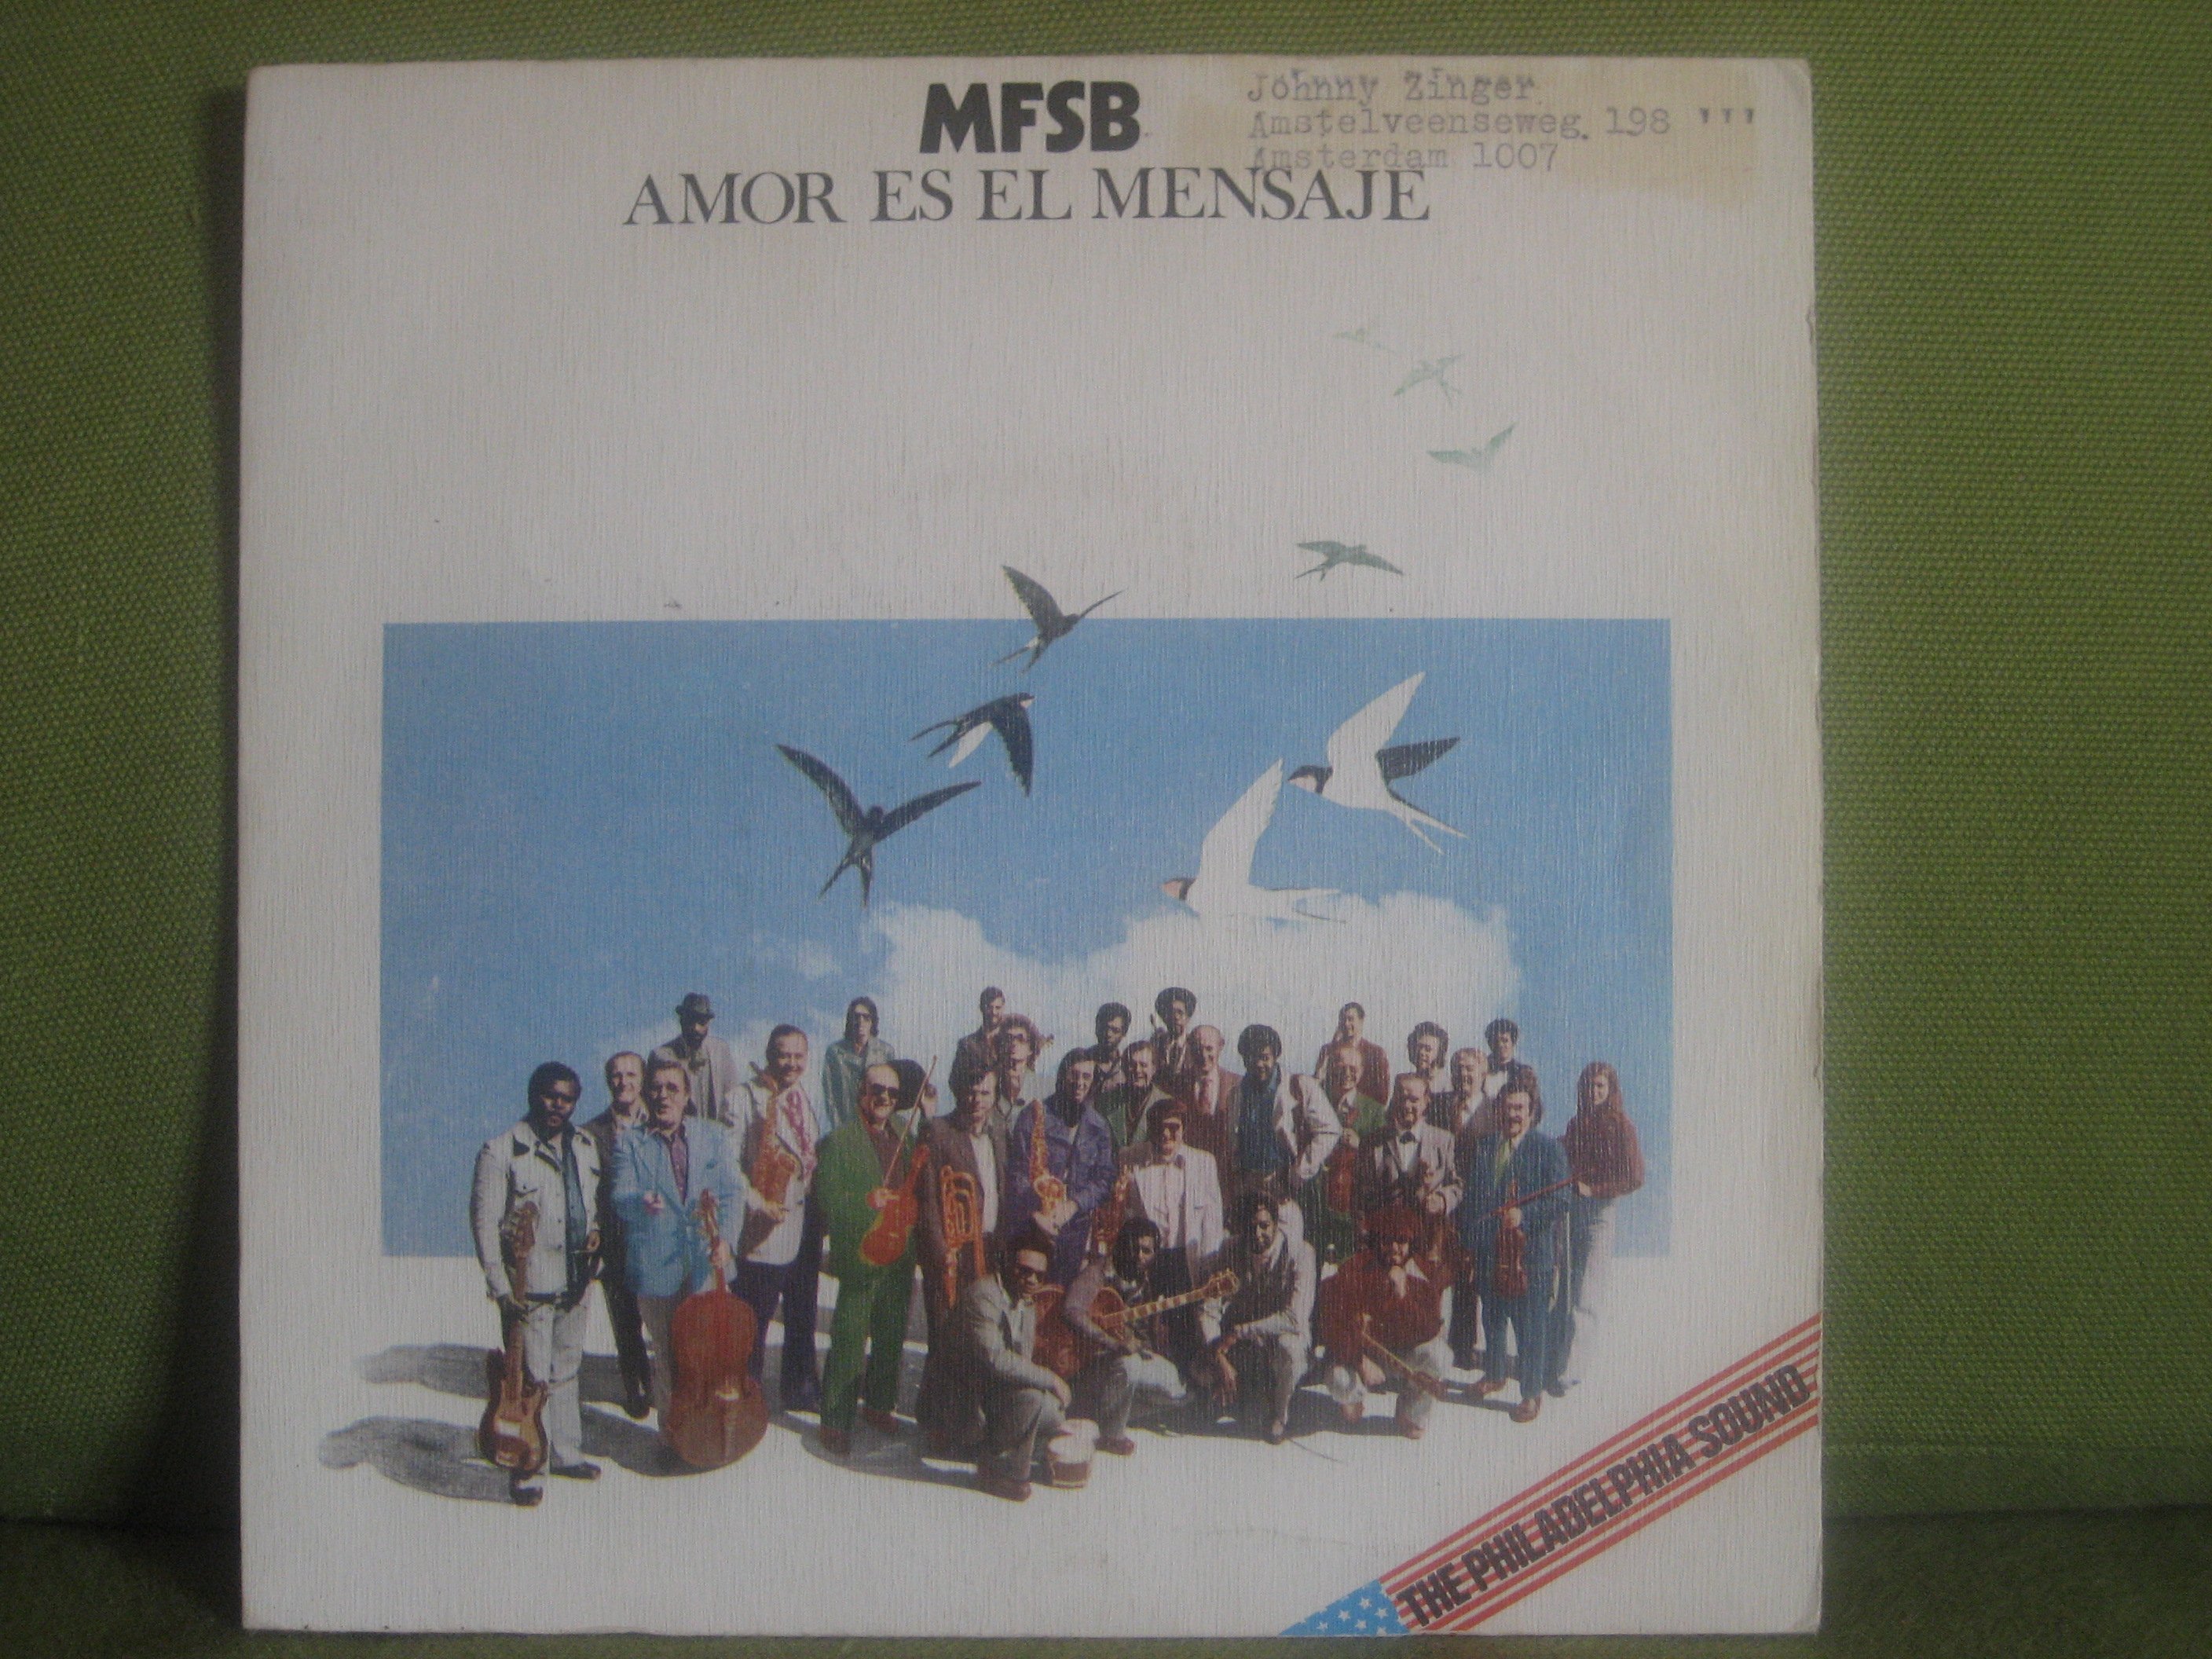 MFSB
AMOR ES EL MENSAJE
Johnny Zinger
Amstelveenseweg. 198 '''
Amsterdam 1007
THE PHILADELPHIA SOUND